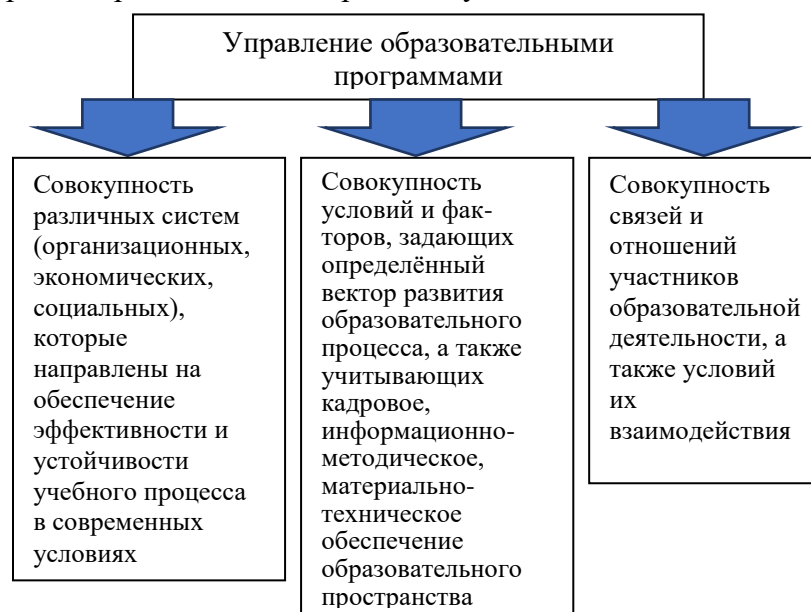 Управление образовательными
программами
Совокупность
различных систем
(организационных,
экономических,
социальных),
которые
направлены на
обеспечение
эффективности и
устойчивости
учебного процесса
в современных
условиях
Совокупность
условий и фак-
торов, задающих
определённый
вектор развития
образовательного
процесса, а также
учитывающих
кадровое,
информационно-
методическое,
материально-
техническое
обеспечение
образовательного
пространства
Совокупность
связей и
отношений
участников
образовательной
деятельности, а
также условий
их
взаимодействия